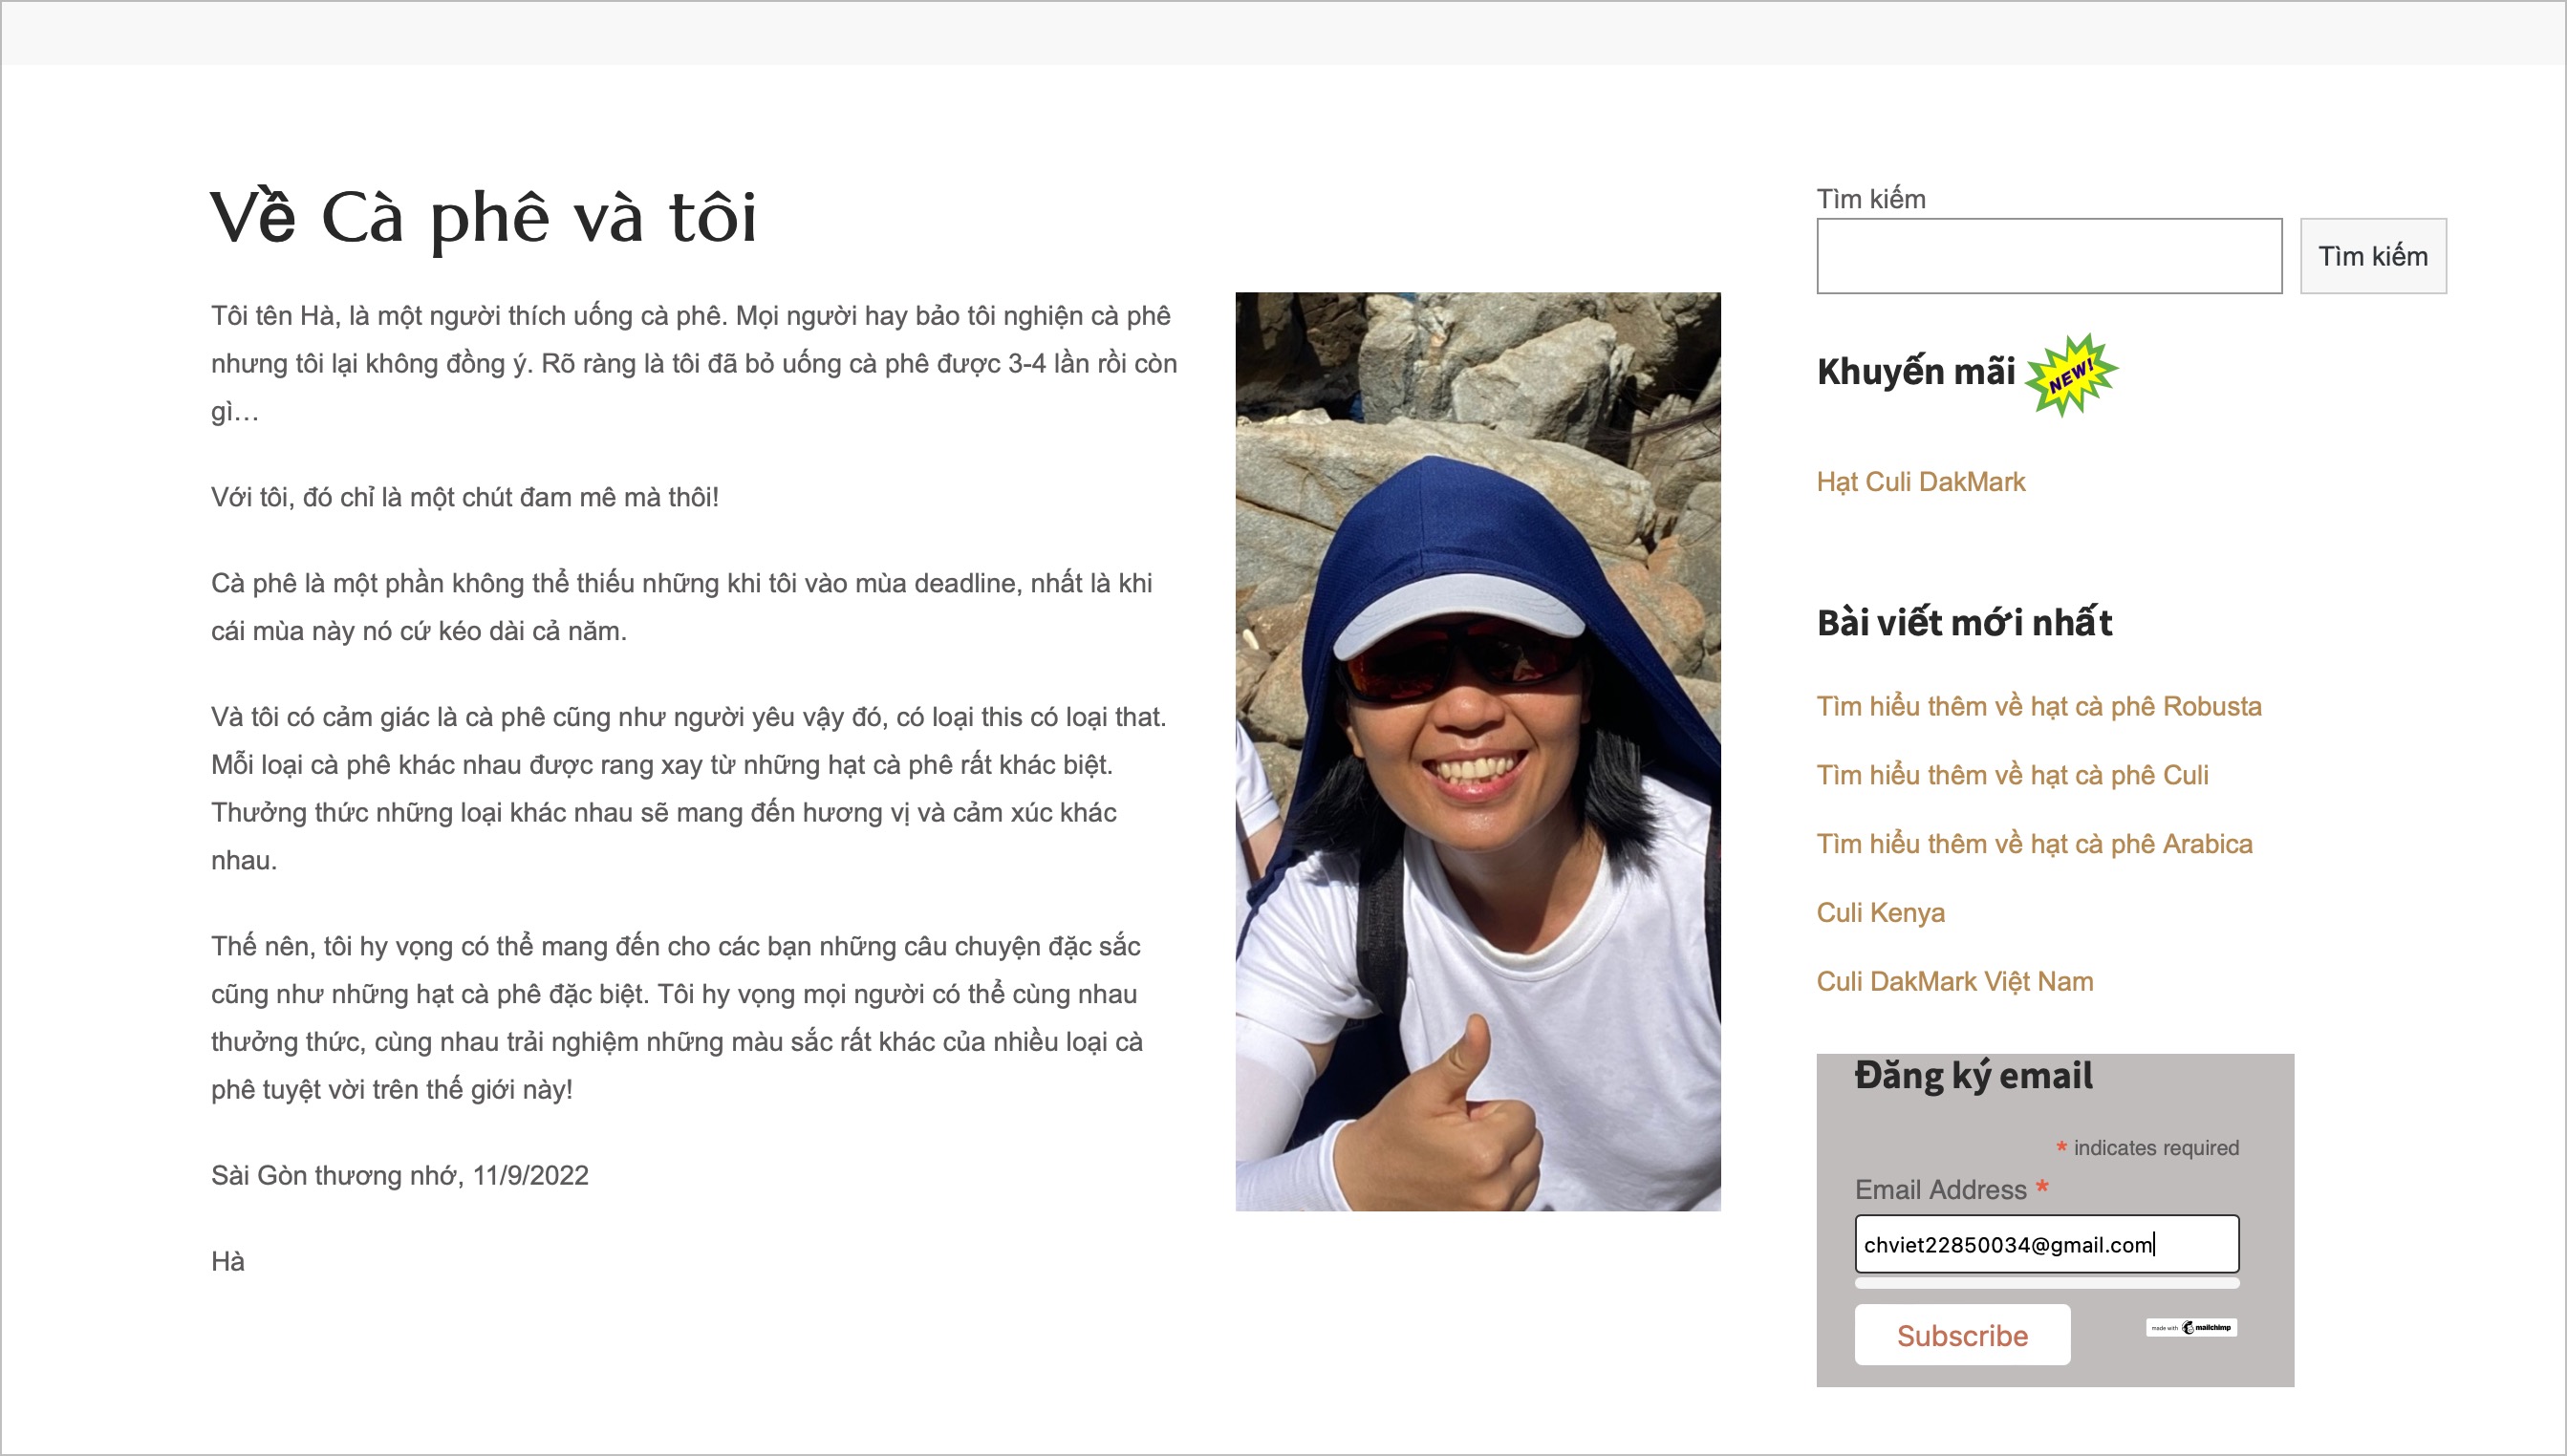 Về Cà phê và tôi
Tôi tên Hà, là một người thích uống cà phê. Mọi người hay bảo tôi nghiện cà phê
nhưng tôi lại không đồng ý. Rõ ràng là tôi đã bỏ uống cà phê được 3-4 lần rồi còn
gì…
Với tôi, đó chỉ là một chút đam mê mà thôi!
Cà phê là một phần không thể thiếu những khi tôi vào mùa deadline, nhất là khi
cái mùa này nó cứ kéo dài cả năm.
Và tôi có cảm giác là cà phê cũng như người yêu vậy đó, có loại this có loại that.
Mỗi loại cà phê khác nhau được rang xay từ những hạt cà phê rất khác biệt.
Thưởng thức những loại khác nhau sẽ mang đến hương vị và cảm xúc khác
nhau.
Thế nên, tôi hy vọng có thể mang đến cho các bạn những câu chuyện đặc sắc
cũng như những hạt cà phê đặc biệt. Tôi hy vọng mọi người có thể cùng nhau
thưởng thức, cùng nhau trải nghiệm những màu sắc rất khác của nhiều loại cà
phê tuyệt vời trên thế giới này!
Sài Gòn thương nhớ, 11/9/2022
Hà
Tìm kiếm
Tìm kiếm
Khuyến mãi NEW!
Hạt Culi DakMark
Bài viết mới nhất
Tìm hiểu thêm về hạt cà phê Robusta
Tìm hiểu thêm về hạt cà phê Culi
Tìm hiểu thêm về hạt cà phê Arabica
Culi Kenya
Culi DakMark Việt Nam
Đăng ký email
* indicates required
Email Address *
chviet22850034@gmail.com
Subscribe
made with mailchimp